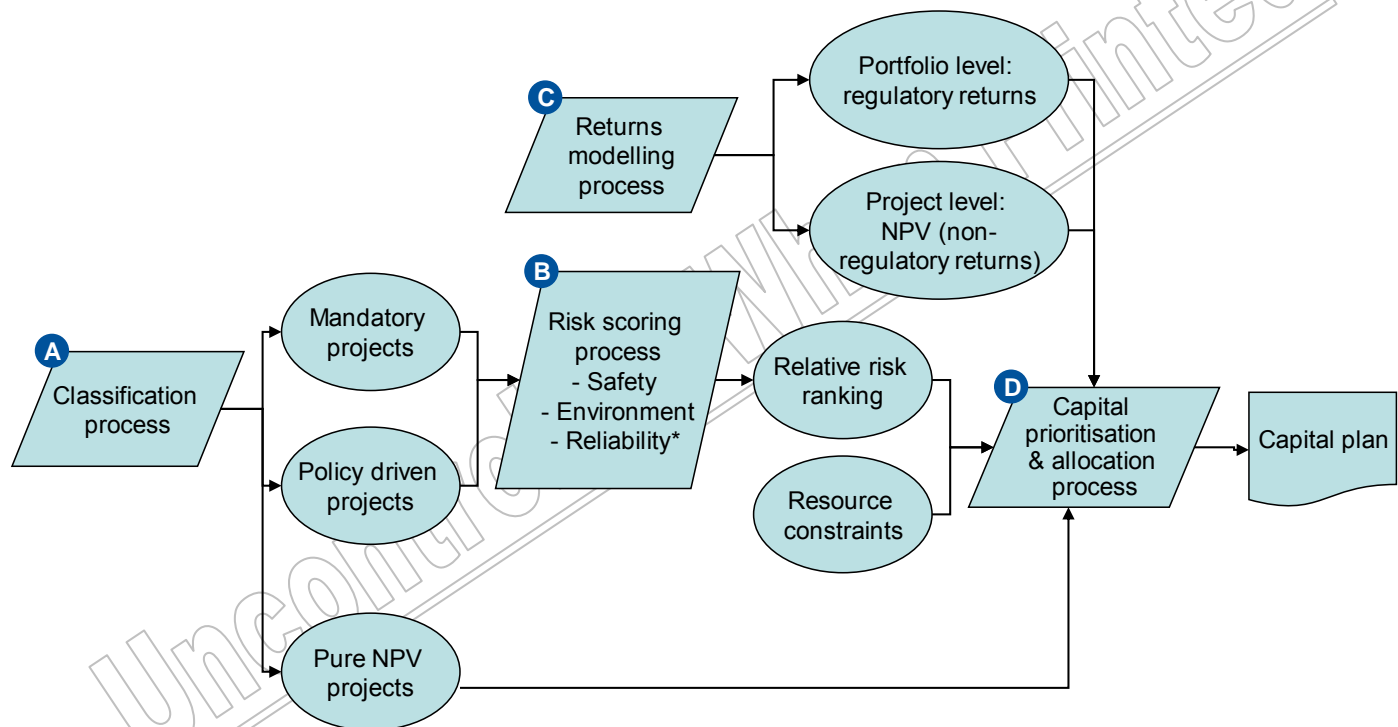 A
Classification
process
Mandatory
projects
Policy driven
projects
Pure NPV
projects
B
Risk scoring
process
- Safety
- Environment
- Reliability*
C
Returns
modelling
process
Portfolio level:
regulatory returns
Project level:
NPV (non-
regulatory returns)
Relative risk
ranking
Resource
constraints
D
Capital
prioritisation
& allocation
process
Capital plan